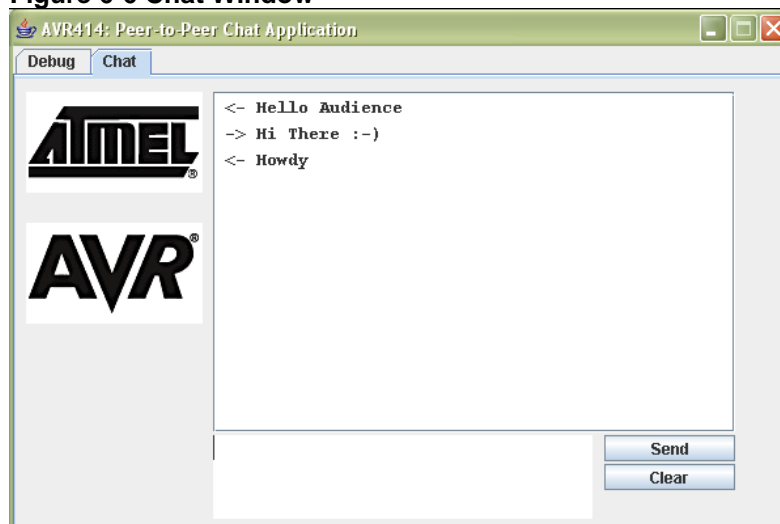 AVR414: Peer-to-Peer Chat Application
Debug Chat
ATMEL®
<- Hello Audience
-> Hi There :-)
<- Howdy
AVR®
Send
Clear